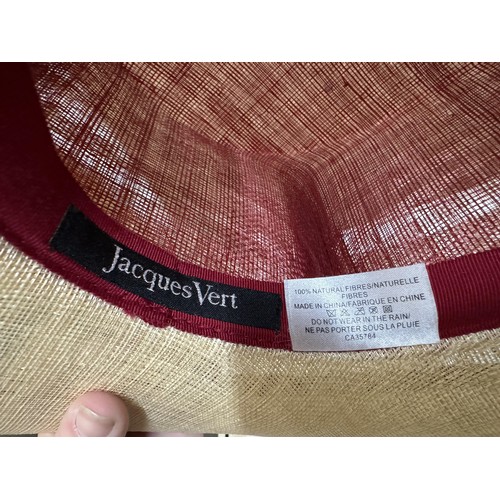 Jacques Vert
100% NATURAL FIBRES/NATURELLE
FIBRES
MADE IN CHINA/FABRIQUE EN CHINE
DO NOT WEAR IN THE RAIN/
NE PAS PORTER SOUS LA PLUIE
CA35784